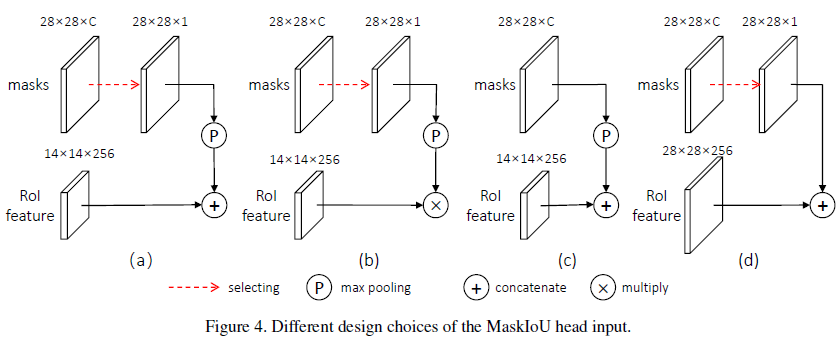 28×28×C 28×28×1 28×28×C 28×28×1 28×28×C 28×28×C 28×28×1
masks masks masks masks
P P P
14×14×256 14×14×256 14×14×256 28×28×256
RoI feature RoI feature RoI feature RoI feature
+ × + +
(a) (b) (c) (d)
selecting P max pooling + concatenate × multiply
Figure 4. Different design choices of the MaskIoU head input.